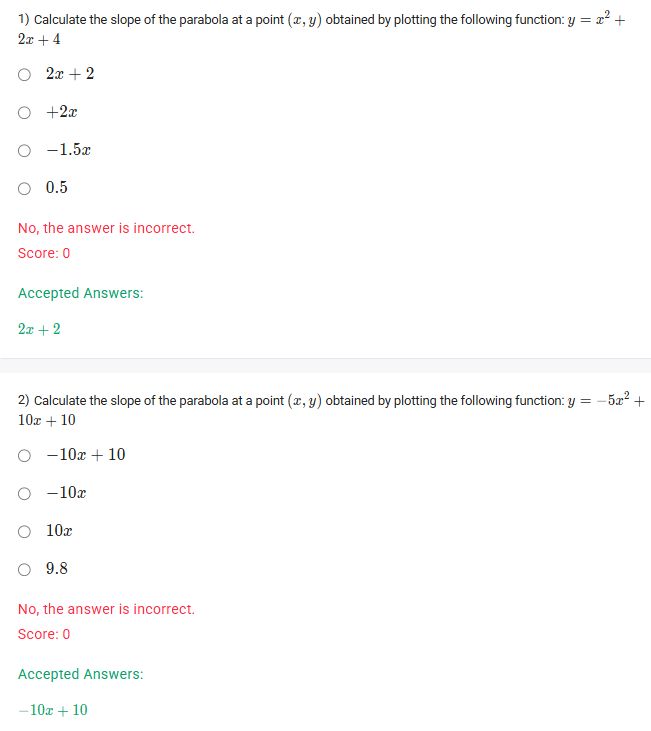 1) Calculate the slope of the parabola at a point (x, y) obtained by plotting the following function: y = x² +
2x + 4
2x + 2
+2x
−1.5x
0.5
No, the answer is incorrect.
Score: 0
Accepted Answers:
2x + 2
2) Calculate the slope of the parabola at a point (x, y) obtained by plotting the following function: y = −5x² +
10x + 10
−10x + 10
−10x
10x
9.8
No, the answer is incorrect.
Score: 0
Accepted Answers:
−10x + 10